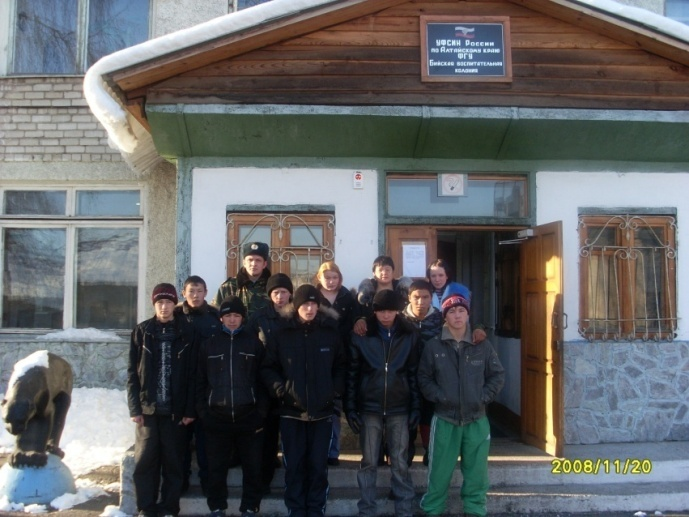 УФСИН России
по Алтайскому краю
ФГУ
Бийская воспитательная
колония
2008/11/20